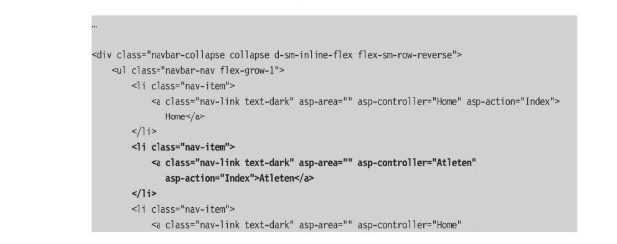 …
<div class="navbar-collapse collapse d-sm-inline-flex flex-sm-row-reverse">
<ul class="navbar-nav flex-grow-1">
<li class="nav-item">
<a class="nav-link text-dark" asp-area="" asp-controller="Home" asp-action="Index">
Home</a>
</li>
<li class="nav-item">
<a class="nav-link text-dark" asp-area="" asp-controller="Atleten"
asp-action="Index">Atleten</a>
</li>
<li class="nav-item">
<a class="nav-link text-dark" asp-area="" asp-controller="Home"